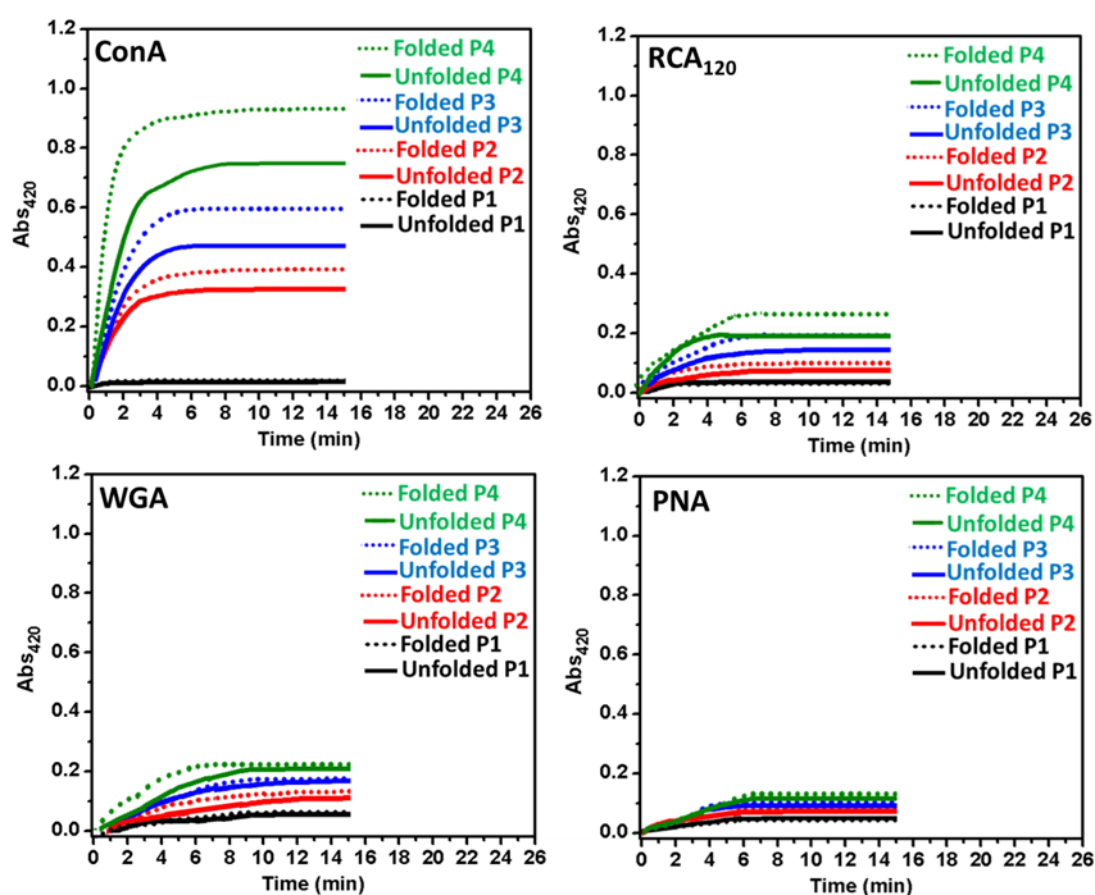 ConA
Folded P4
Unfolded P4
Folded P3
Unfolded P3
Folded P2
Unfolded P2
Folded P1
Unfolded P1
1.2
1.0
0.8
0.6
0.4
0.2
0.0
Abs420
0 2 4 6 8 10 12 14 16 18 20 22 24 26
Time (min)
RCA120
Folded P4
Unfolded P4
Folded P3
Unfolded P3
Folded P2
Unfolded P2
Folded P1
Unfolded P1
1.2
1.0
0.8
0.6
0.4
0.2
0.0
Abs420
0 2 4 6 8 10 12 14 16 18 20 22 24 26
Time (min)
WGA
Folded P4
Unfolded P4
Folded P3
Unfolded P3
Folded P2
Unfolded P2
Folded P1
Unfolded P1
1.2
1.0
0.8
0.6
0.4
0.2
0.0
Abs420
0 2 4 6 8 10 12 14 16 18 20 22 24 26
Time (min)
PNA
Folded P4
Unfolded P4
Folded P3
Unfolded P3
Folded P2
Unfolded P2
Folded P1
Unfolded P1
1.2
1.0
0.8
0.6
0.4
0.2
0.0
Abs420
0 2 4 6 8 10 12 14 16 18 20 22 24 26
Time (min)